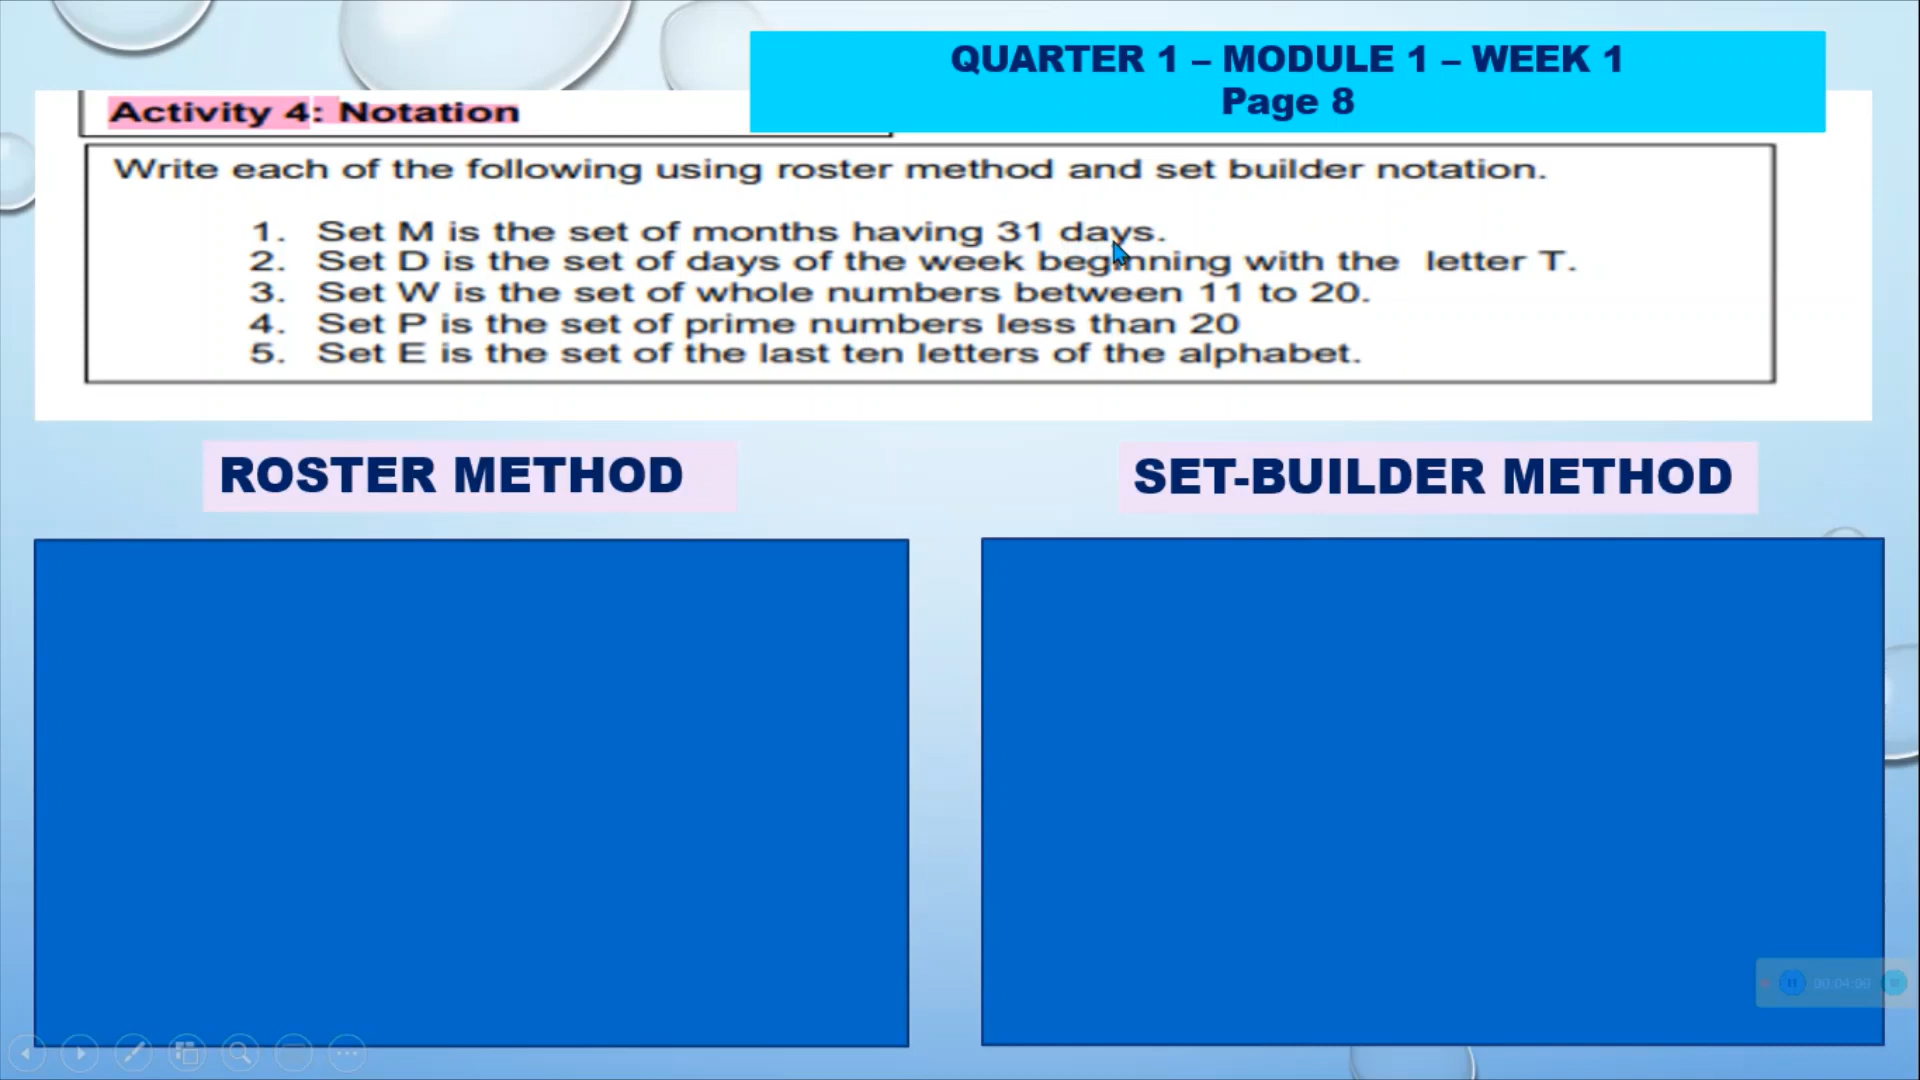 QUARTER 1 – MODULE 1 – WEEK 1
Page 8
Activity 4: Notation
Write each of the following using roster method and set builder notation.
1. Set M is the set of months having 31 days.
2. Set D is the set of days of the week beginning with the letter T.
3. Set W is the set of whole numbers between 11 to 20.
4. Set P is the set of prime numbers less than 20
5. Set E is the set of the last ten letters of the alphabet.
ROSTER METHOD
SET-BUILDER METHOD